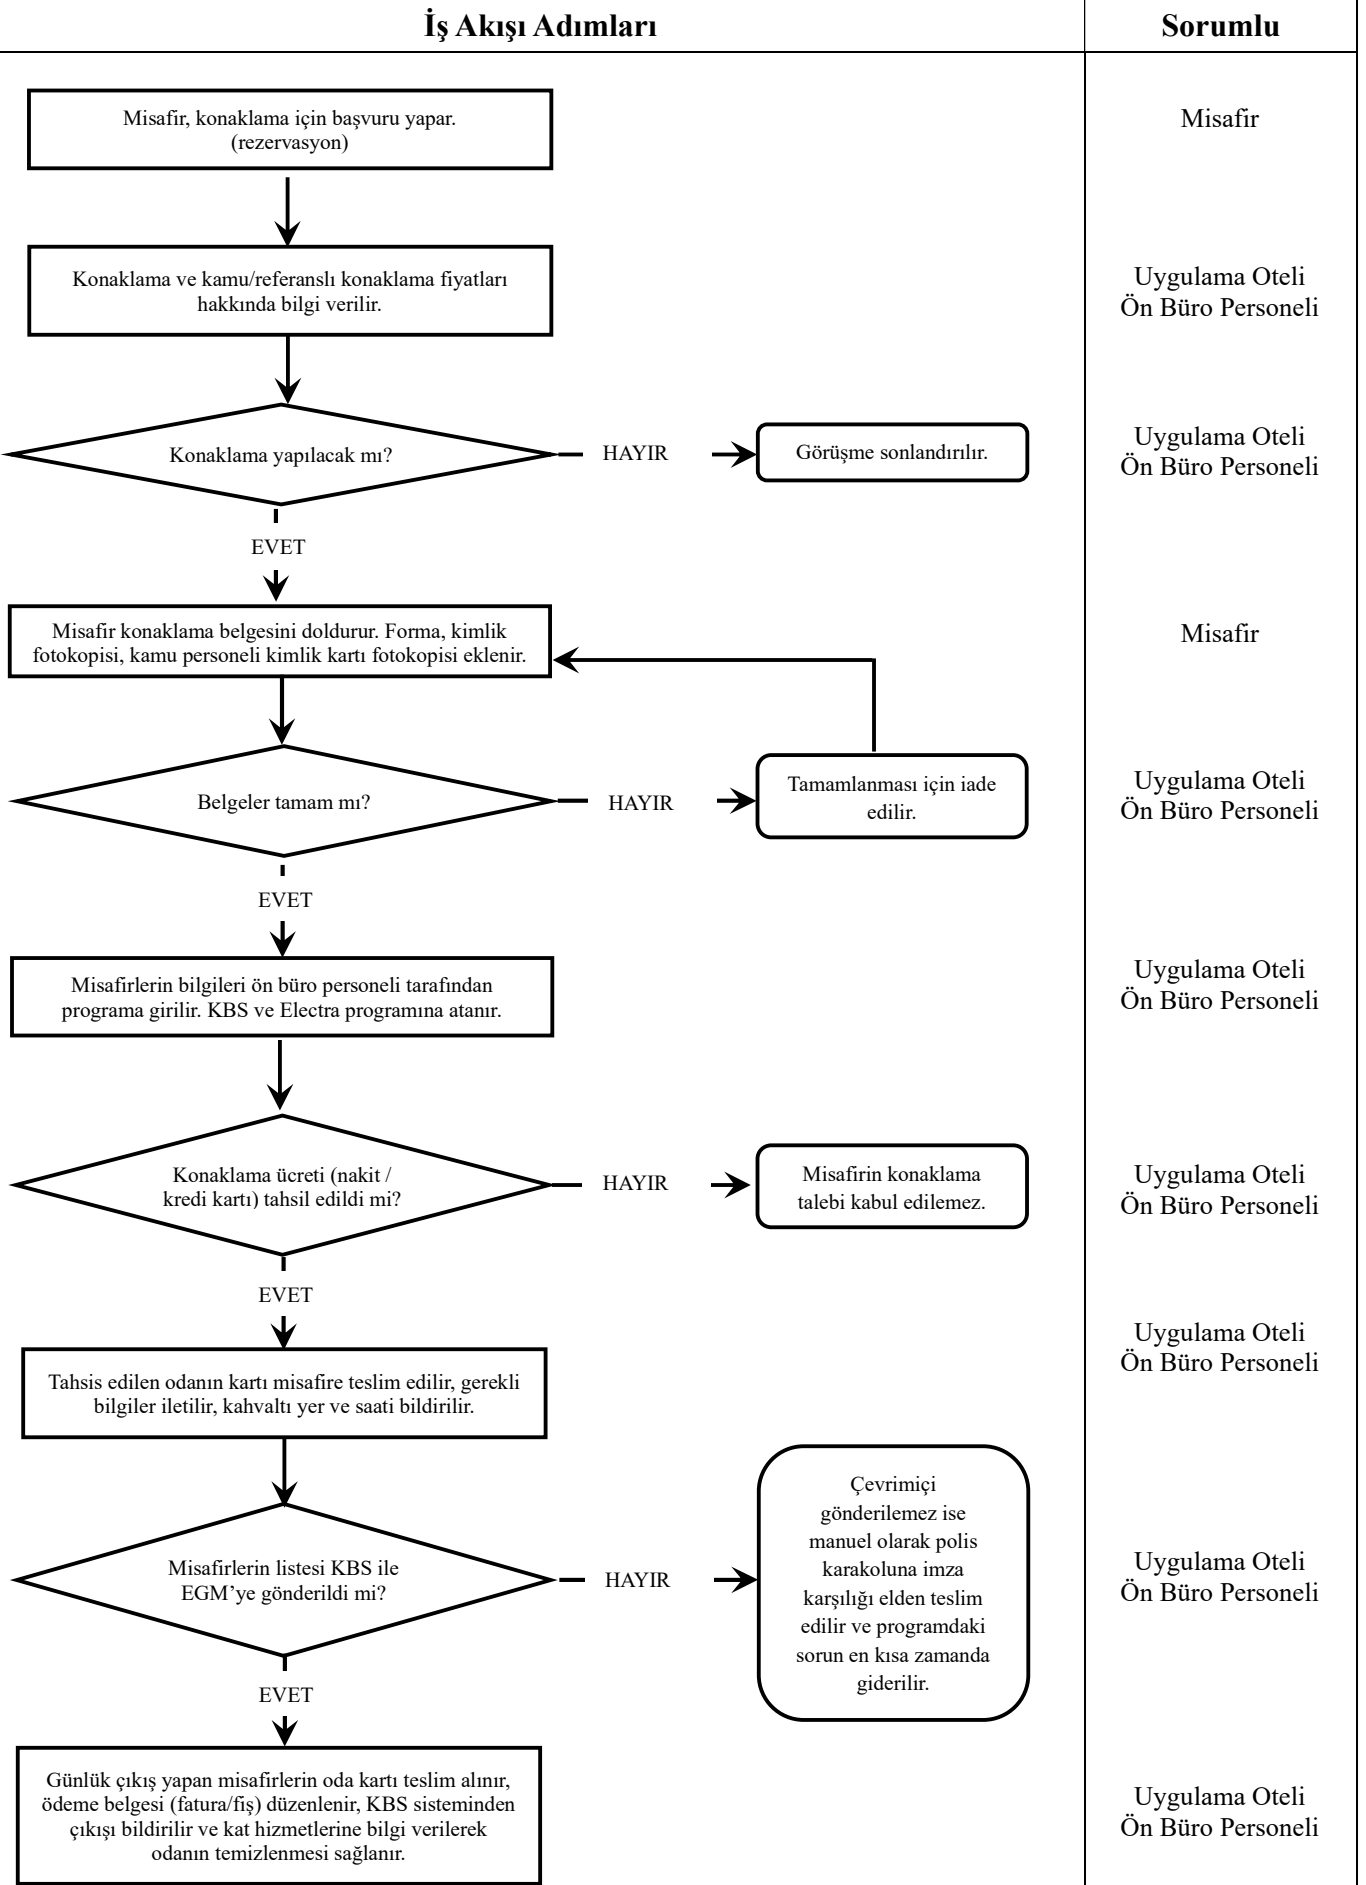 İş Akışı Adımları
Sorumlu
Misafir, konaklama için başvuru yapar.
(rezervasyon)
Misafir
Konaklama ve kamu/referanslı konaklama fiyatları
hakkında bilgi verilir.
Uygulama Oteli
Ön Büro Personeli
Konaklama yapılacak mı?
HAYIR
Görüşme sonlandırılır.
Uygulama Oteli
Ön Büro Personeli
EVET
Misafir konaklama belgesini doldurur. Forma, kimlik
fotokopisi, kamu personeli kimlik kartı fotokopisi eklenir.
Misafir
Belgeler tamam mı?
HAYIR
Tamamlanması için iade
edilir.
Uygulama Oteli
Ön Büro Personeli
EVET
Misafirlerin bilgileri ön büro personeli tarafından
programa girilir. KBS ve Electra programına atanır.
Uygulama Oteli
Ön Büro Personeli
Konaklama ücreti (nakit /
kredi kartı) tahsil edildi mi?
HAYIR
Misafirin konaklama
talebi kabul edilemez.
Uygulama Oteli
Ön Büro Personeli
EVET
Tahsis edilen odanın kartı misafire teslim edilir, gerekli
bilgiler iletilir, kahvaltı yer ve saati bildirilir.
Uygulama Oteli
Ön Büro Personeli
Misafirlerin listesi KBS ile
EGM’ye gönderildi mi?
HAYIR
Çevrimiçi
gönderilemez ise
manuel olarak polis
karakoluna imza
karşılığı elden teslim
edilir ve programdaki
sorun en kısa zamanda
giderilir.
Uygulama Oteli
Ön Büro Personeli
EVET
Günlük çıkış yapan misafirlerin oda kartı teslim alınır,
ödeme belgesi (fatura/fiş) düzenlenir, KBS sisteminden
çıkışı bildirilir ve kat hizmetlerine bilgi verilerek
odanın temizlenmesi sağlanır.
Uygulama Oteli
Ön Büro Personeli